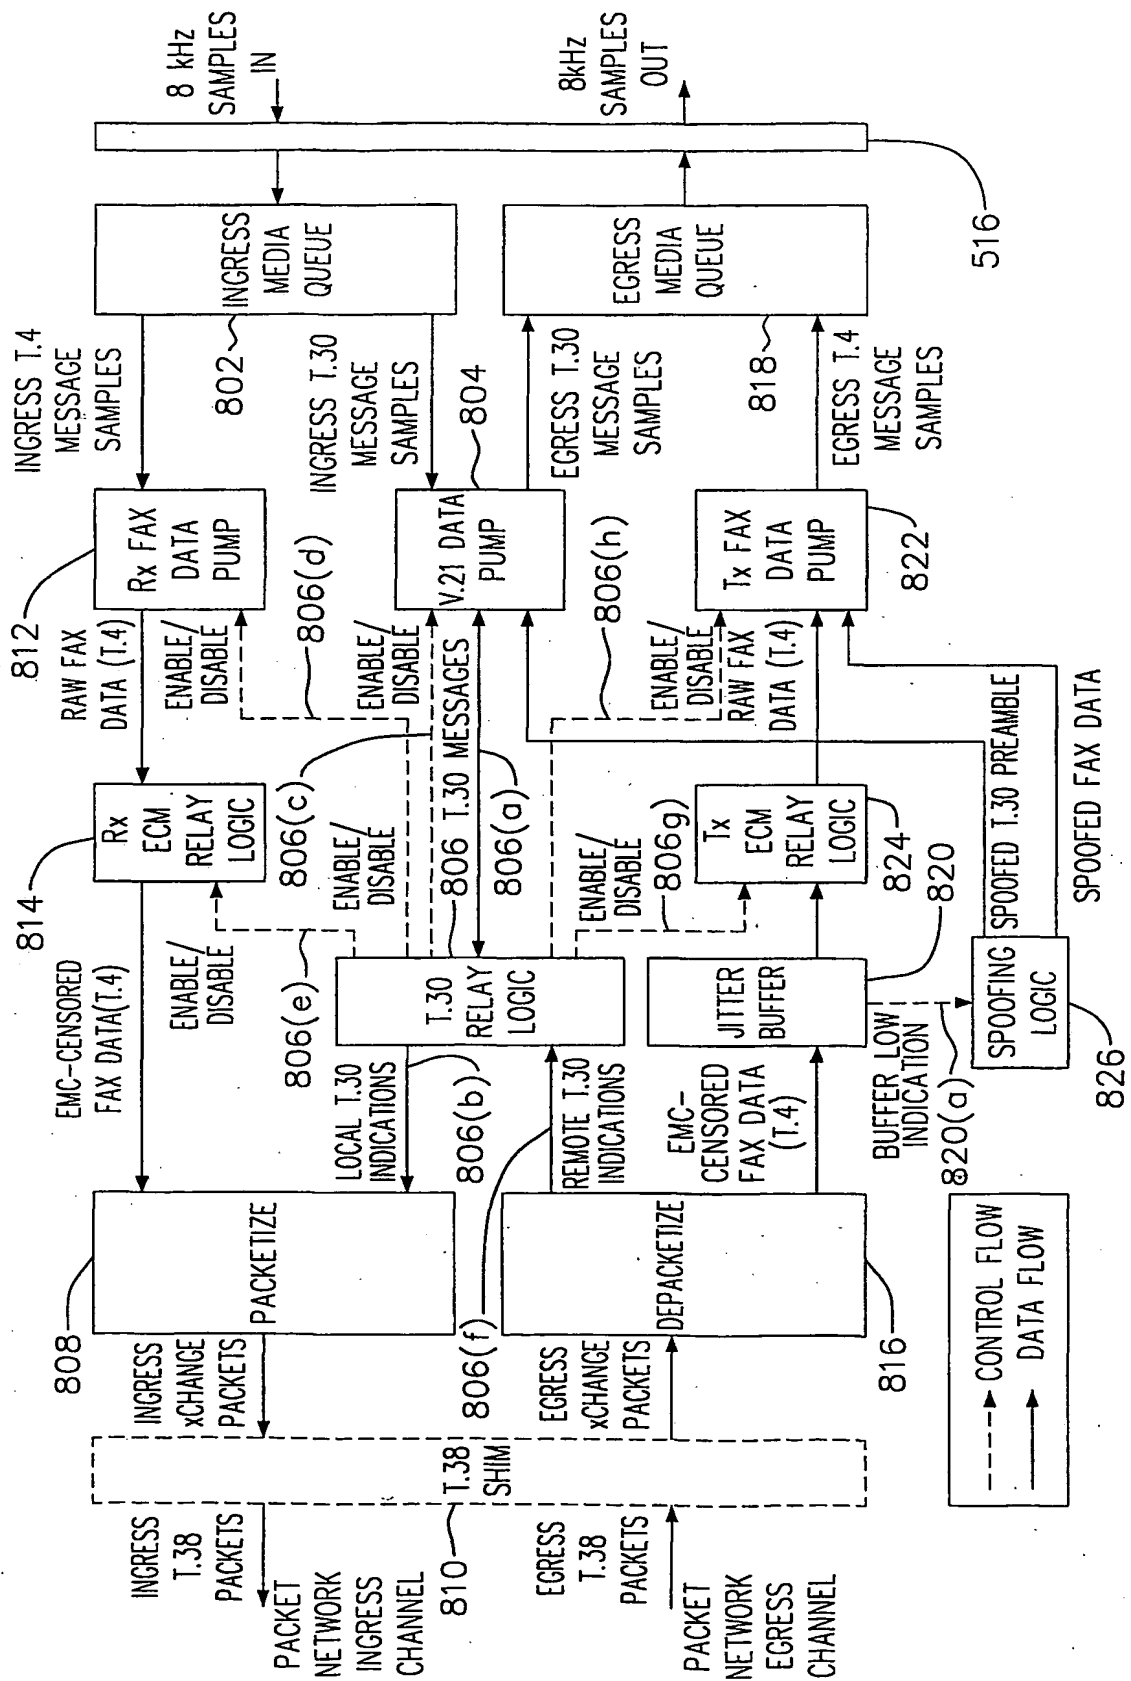 8 kHz
SAMPLES
IN
8kHz
SAMPLES
OUT
516
INGRESS
MEDIA
QUEUE
802
EGRESS
MEDIA
QUEUE
818
INGRESS T.4
MESSAGE
SAMPLES
INGRESS T.30
MESSAGE
SAMPLES
EGRESS T.30
MESSAGE
SAMPLES
EGRESS T.4
MESSAGE
SAMPLES
812
Rx FAX
DATA
PUMP
804
V.21 DATA
PUMP
Tx FAX
DATA
PUMP
822
RAW FAX
DATA (T.4)
ENABLE/
DISABLE
806(d)
ENABLE/
DISABLE
806(h)
ENABLE/
DISABLE
RAW FAX
DATA (T.4)
814
Rx
ECM
RELAY
LOGIC
806(c)
806 T.30 MESSAGES
806(a)
806g)
Tx
ECM
RELAY
LOGIC
824
820
SPOOFED T.30 PREAMBLE
SPOOFED FAX DATA
EMC-CENSORED
FAX DATA(T.4)
ENABLE/
DISABLE
806(e)
ENABLE/
DISABLE
T.30
RELAY
LOGIC
ENABLE/
DISABLE
JITTER
BUFFER
SPOOFING
LOGIC
826
LOCAL T.30
INDICATIONS
806(b)
REMOTE T.30
INDICATIONS
EMC-
CENSORED
FAX DATA
(T.4)
BUFFER LOW
INDICATION
820(a)
808
PACKETIZE
806(f)
DEPACKETIZE
816
INGRESS
xCHANGE
PACKETS
EGRESS
xCHANGE
PACKETS
T.38
SHIM
810
INGRESS
T.38
PACKETS
EGRESS
T.38
PACKETS
PACKET
NETWORK
INGRESS
CHANNEL
PACKET
NETWORK
EGRESS
CHANNEL
CONTROL FLOW
DATA FLOW